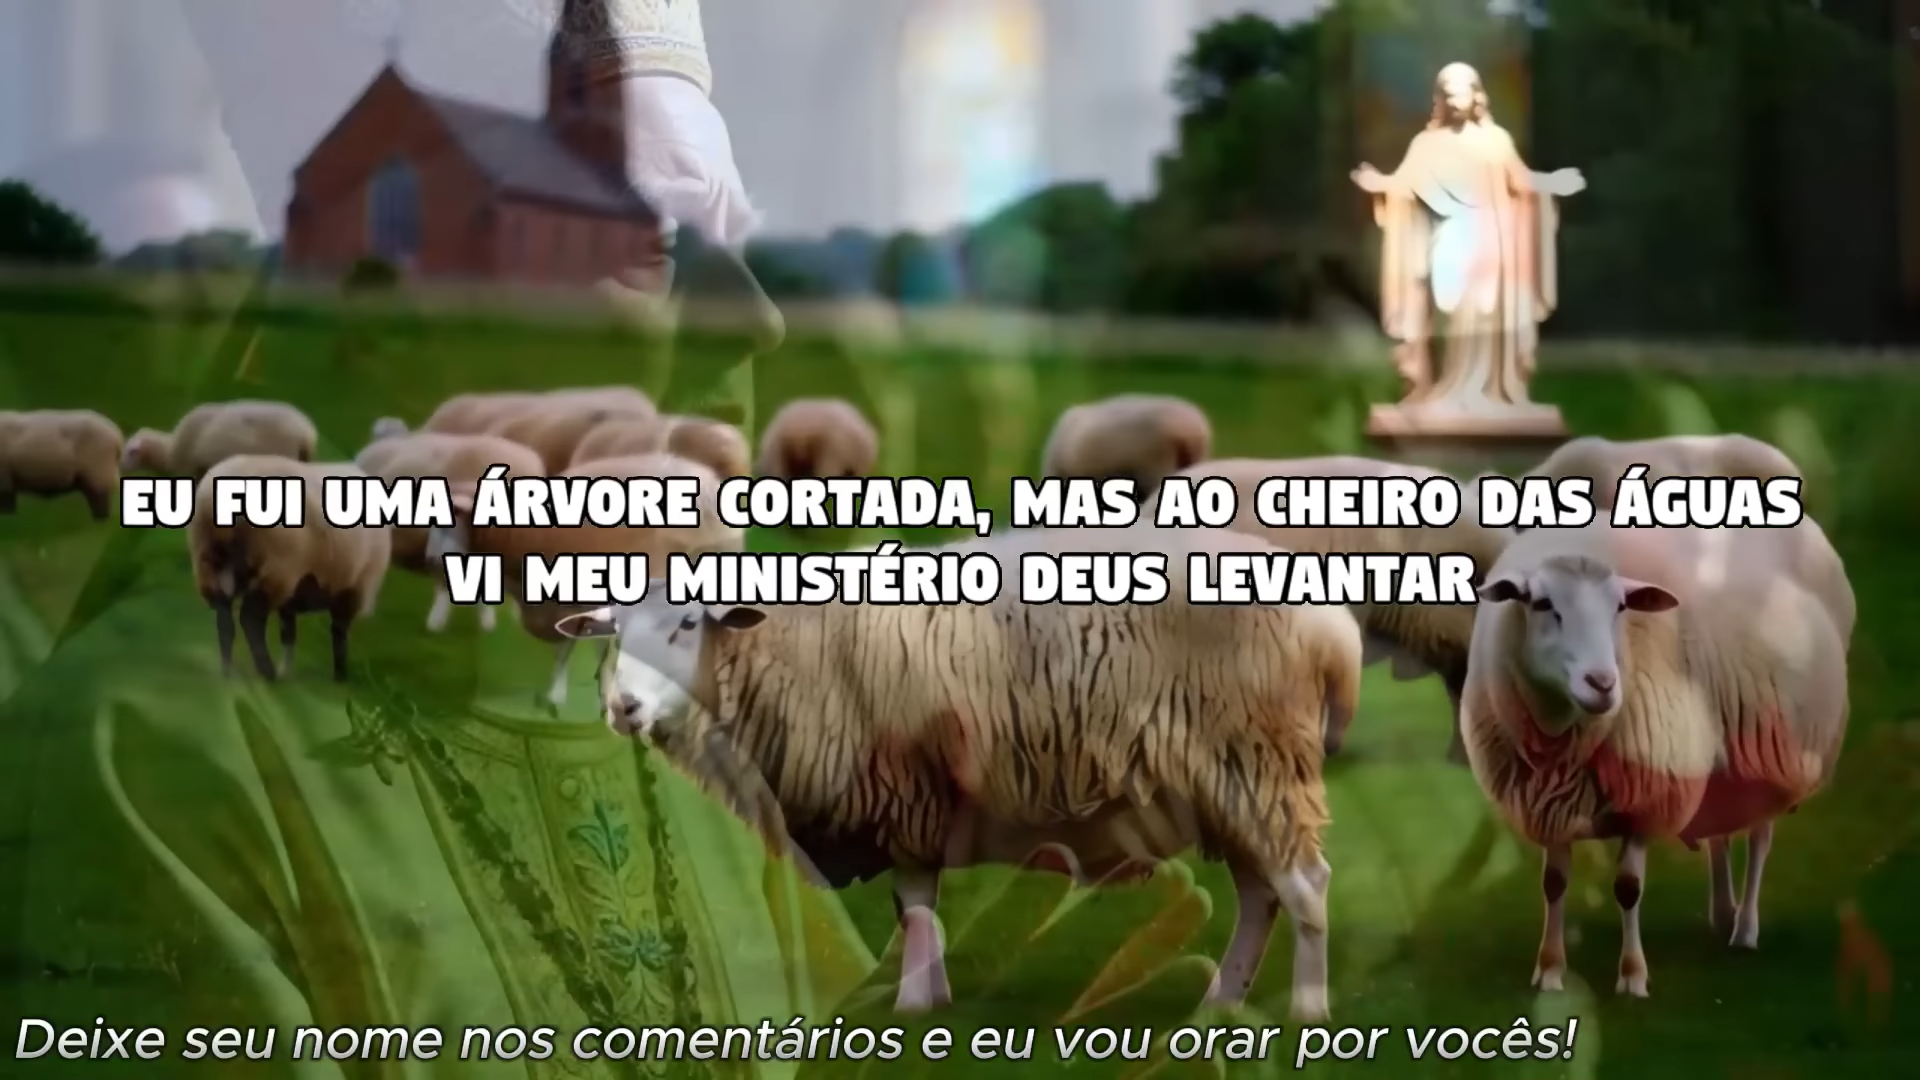 EU FUI UMA ÁRVORE CORTADA, MAS AO CHEIRO DAS ÁGUAS
VI MEU MINISTÉRIO DEUS LEVANTAR
Deixe seu nome nos comentários e eu vou orar por vocês!